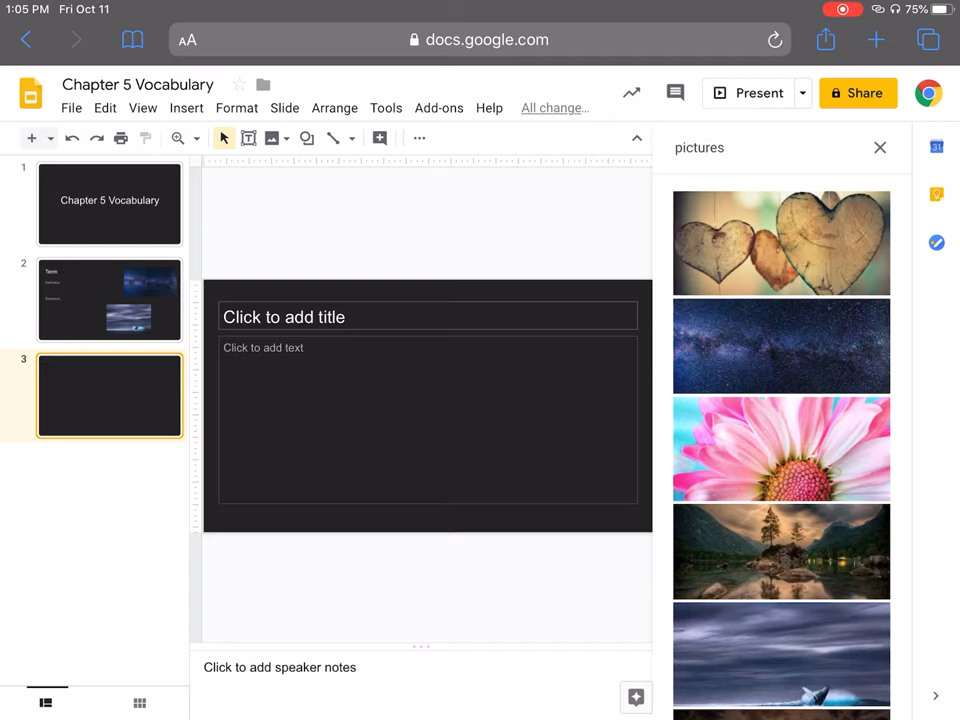 1:05 PM Fri Oct 11
75%
AA
docs.google.com
Chapter 5 Vocabulary
File Edit View Insert Format Slide Arrange Tools Add-ons Help All change...
Present
Share
pictures
31
1
Chapter 5 Vocabulary
2
Term
Definition
3
Click to add title
Click to add text
Click to add speaker notes